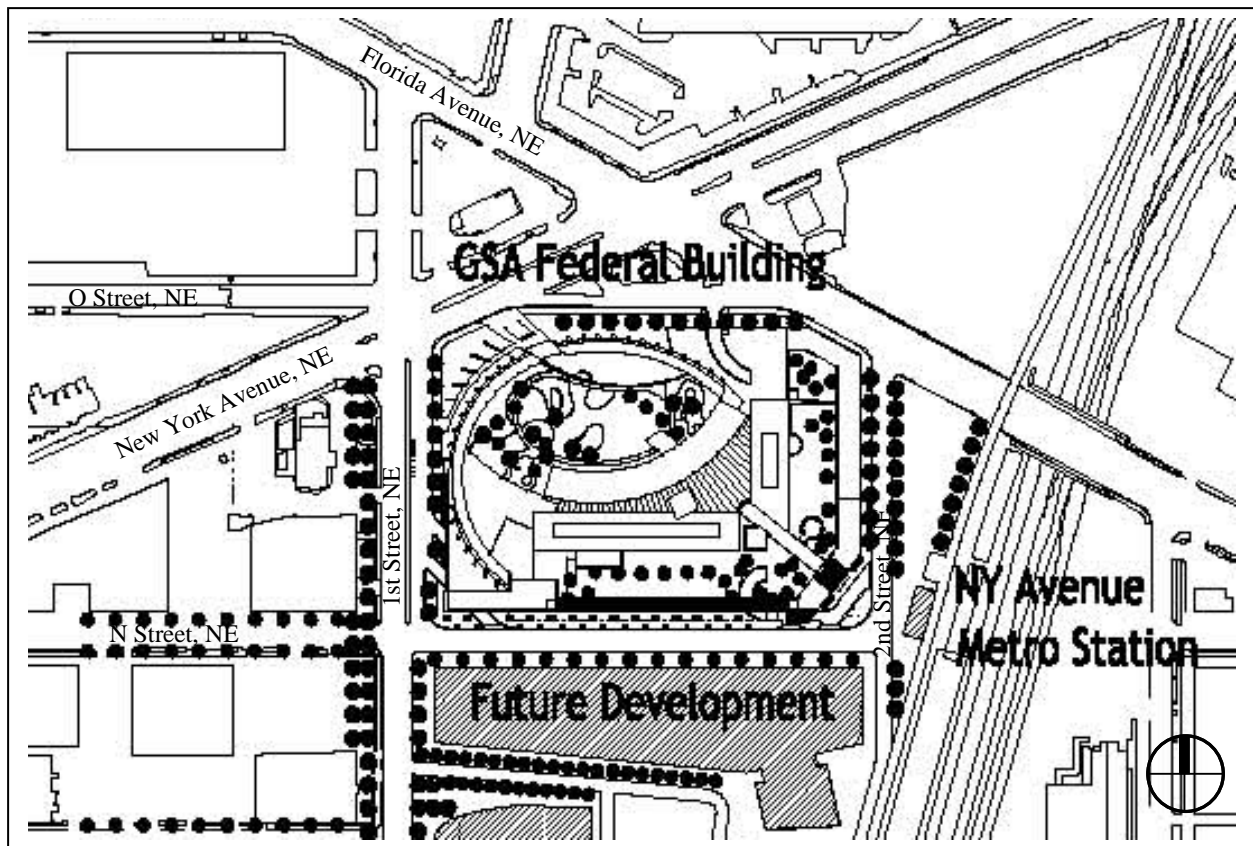 Florida Avenue, NE
GSA Federal Building
O Street, NE
New York Avenue, NE
1st Street, NE
2nd Street, NE
NY Avenue
Metro Station
N Street, NE
Future Development